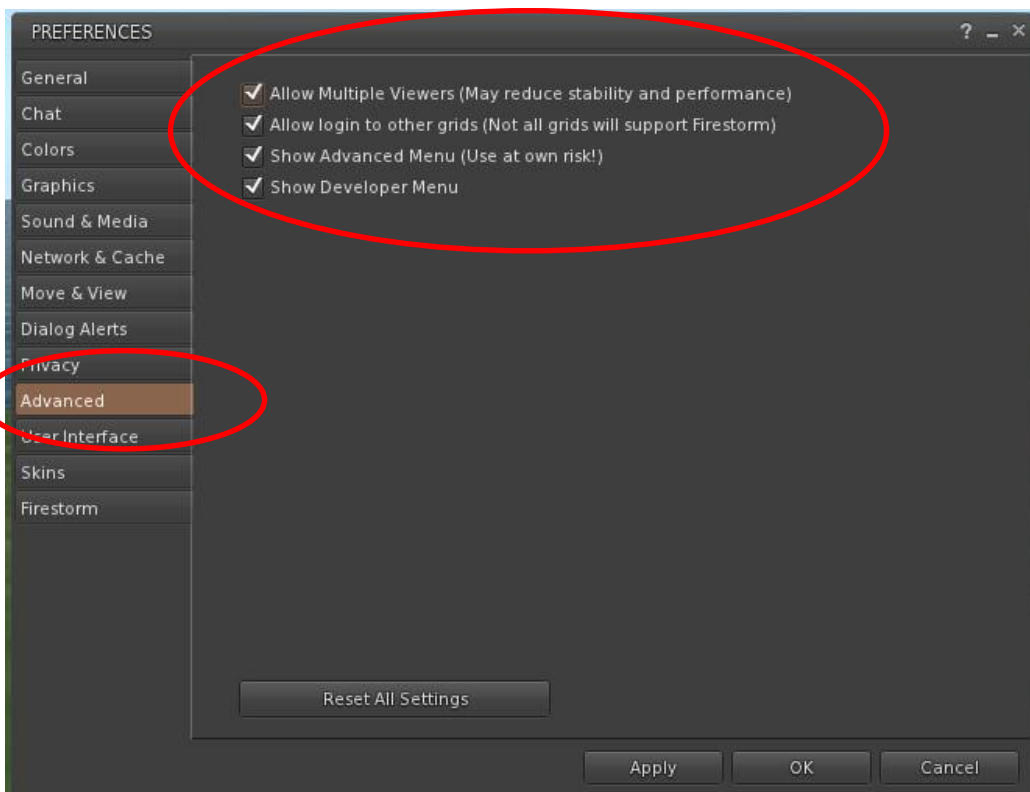 PREFERENCES
?
General
Chat
Colors
Graphics
Sound & Media
Network & Cache
Move & View
Dialog Alerts
Privacy
Advanced
User Interface
Skins
Firestorm
Allow Multiple Viewers (May reduce stability and performance)
Allow login to other grids (Not all grids will support Firestorm)
Show Advanced Menu (Use at own risk!)
Show Developer Menu
Reset All Settings
Apply
OK
Cancel